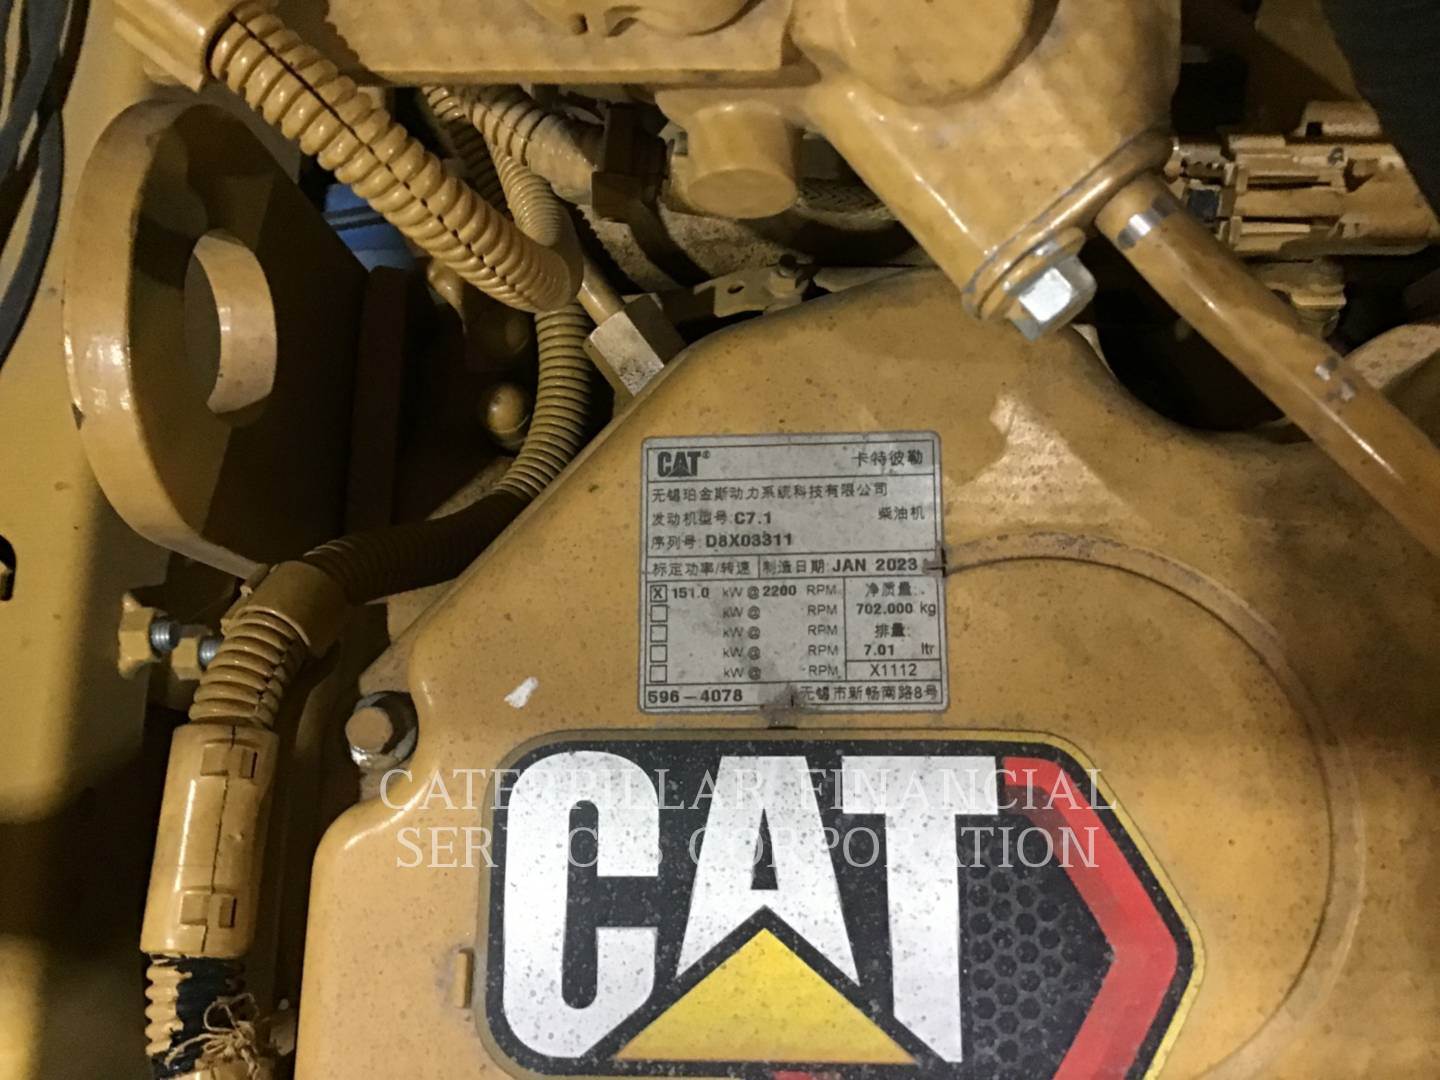 CAT® 卡特彼勒
无锡珀金斯动力系统科技有限公司
发动机型号: C7.1 柴油机
序列号: D8X03311
标定功率/转速 制造日期: JAN 2023
X 151.0 kW @ 2200 RPM 净质量:
kW @ RPM 702.000 kg
kW @ RPM 排量:
kW @ RPM 7.01 ltr
kW @ RPM X1112
596-4078 无锡市新畅南路8号
CATERPILLAR FINANCIAL
SERVICES CORPORATION
CAT